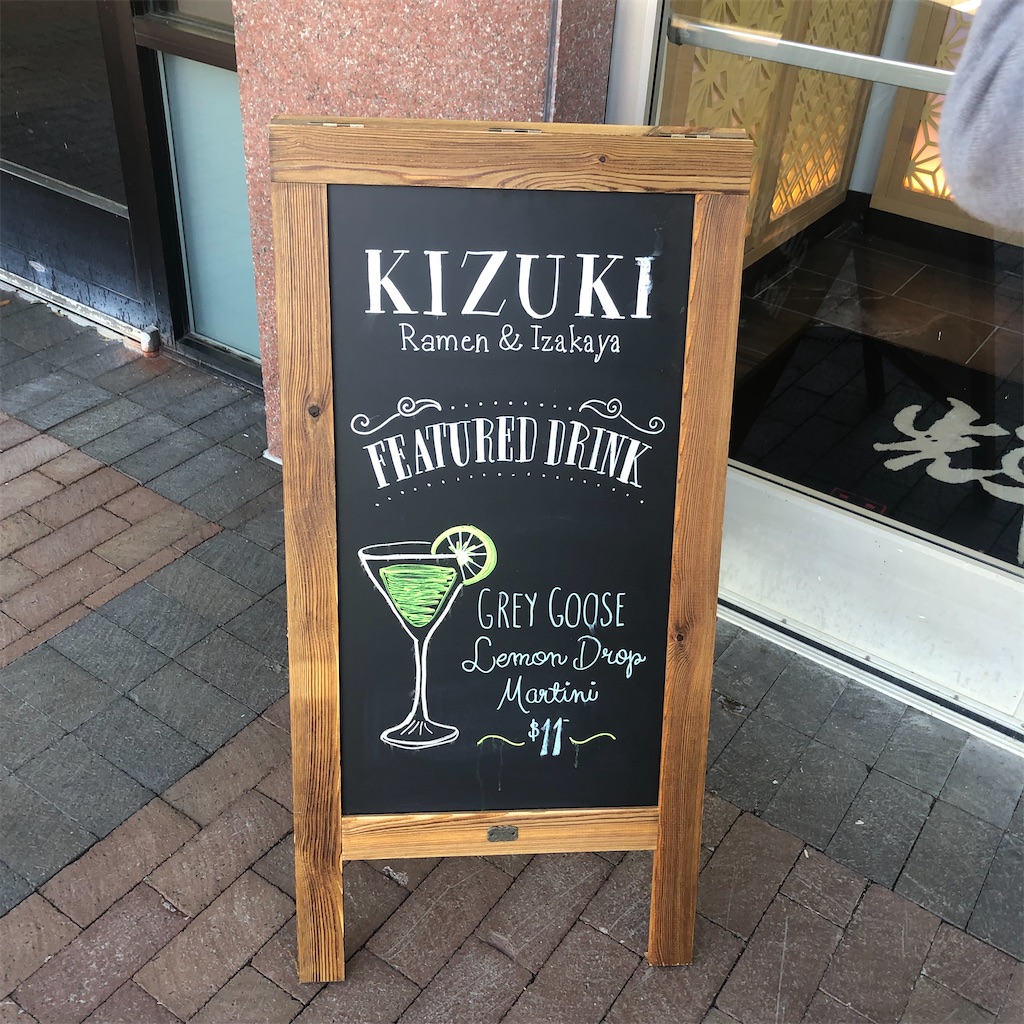 KIZUKI
Ramen & Izakaya
FEATURED DRINK
GREY GOOSE
Lemon Drop
Martini
$11